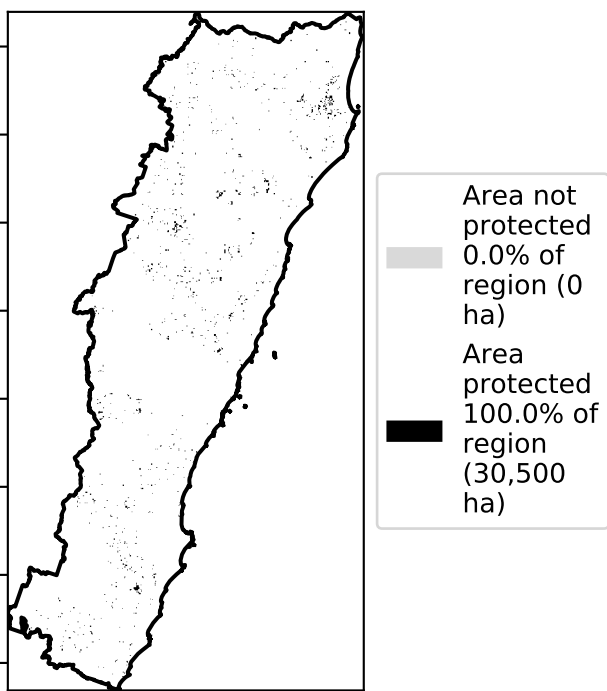 Area not
protected
0.0% of
region (0
ha)
Area
protected
100.0% of
region
(30,500
ha)